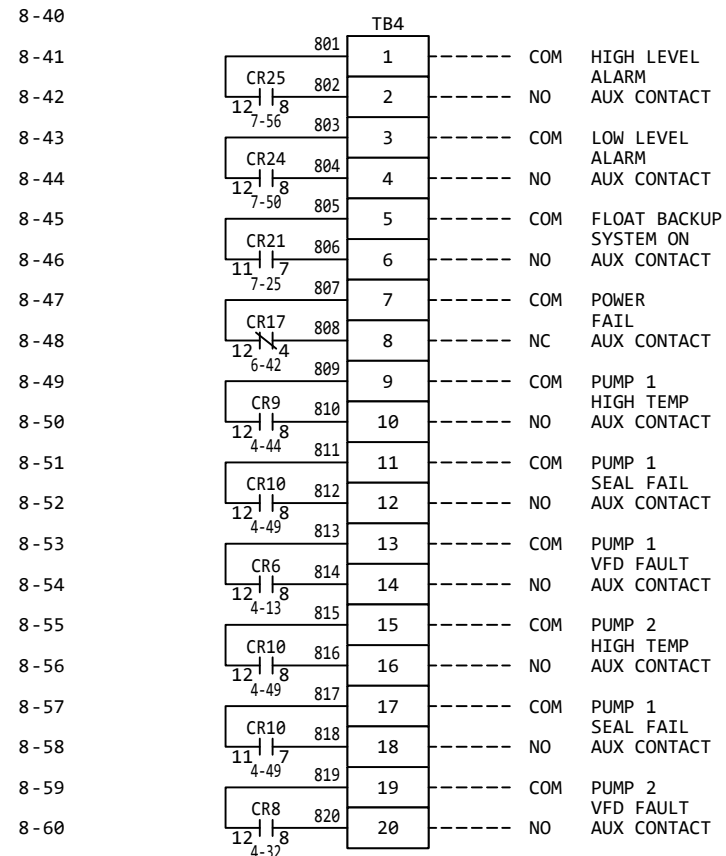 8-40
TB4
801
8-41 1 COM HIGH LEVEL
CR25 ALARM
802
8-42 2 NO AUX CONTACT
12 8
7-56
803
8-43 3 COM LOW LEVEL
CR24 ALARM
804
8-44 4 NO AUX CONTACT
12 8
7-50
805
8-45 5 COM FLOAT BACKUP
CR21 SYSTEM ON
806
8-46 6 NO AUX CONTACT
11 7
7-25
807
8-47 7 COM POWER
CR17 FAIL
808
8-48 8 NC AUX CONTACT
12 4
6-42
809
8-49 9 COM PUMP 1
CR9 HIGH TEMP
810
8-50 10 NO AUX CONTACT
12 8
4-44
811
8-51 11 COM PUMP 1
CR10 SEAL FAIL
812
8-52 12 NO AUX CONTACT
12 8
4-49
813
8-53 13 COM PUMP 1
CR6 VFD FAULT
814
8-54 14 NO AUX CONTACT
12 8
4-13
815
8-55 15 COM PUMP 2
CR10 HIGH TEMP
816
8-56 16 NO AUX CONTACT
12 8
4-49
817
8-57 17 COM PUMP 1
CR10 SEAL FAIL
818
8-58 18 NO AUX CONTACT
11 7
4-49
819
8-59 19 COM PUMP 2
CR8 VFD FAULT
820
8-60 20 NO AUX CONTACT
12 8
4-32